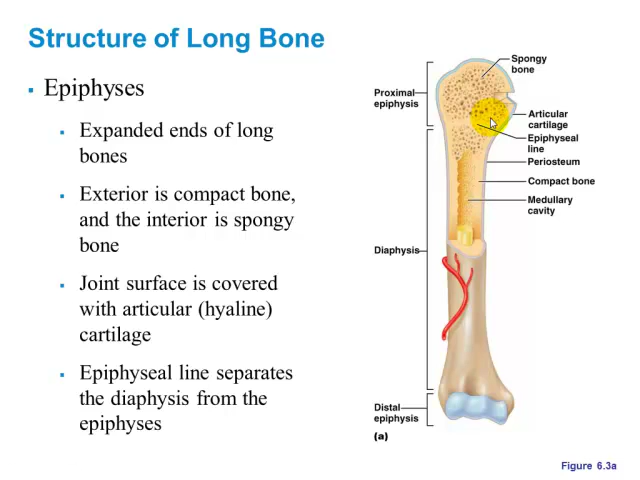 Structure of Long Bone
▪ Epiphyses
▪ Expanded ends of long
bones
▪ Exterior is compact bone,
and the interior is spongy
bone
▪ Joint surface is covered
with articular (hyaline)
cartilage
▪ Epiphyseal line separates
the diaphysis from the
epiphyses
Spongy
bone
Proximal
epiphysis
Articular
cartilage
Epiphyseal
line
Periosteum
Compact bone
Medullary
cavity
Diaphysis
Distal
epiphysis
(a)
Figure 6.3a